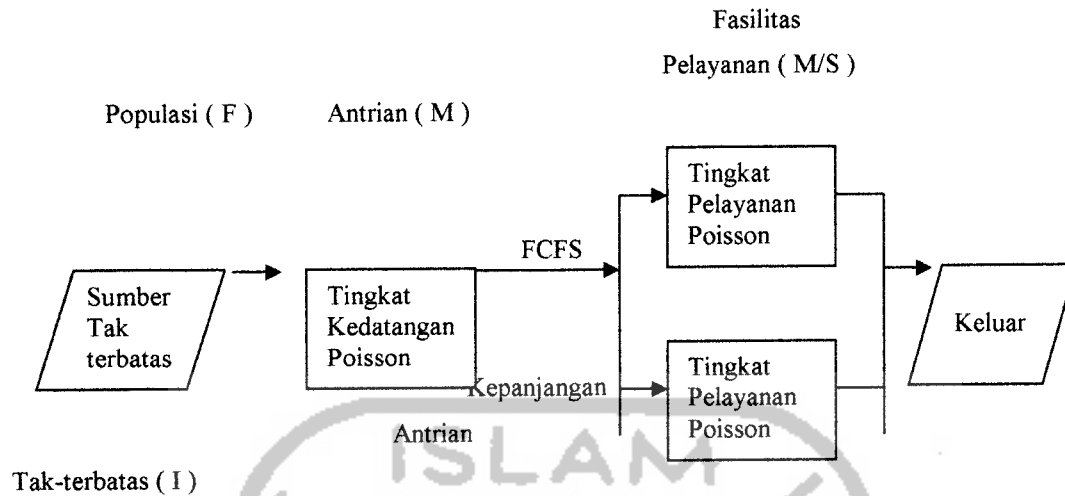 Fasilitas
Pelayanan ( M/S )
Populasi ( F )
Antrian ( M )
Sumber
Tak
terbatas
Tingkat
Kedatangan
Poisson
FCFS
Kepanjangan
Antrian
Tingkat
Pelayanan
Poisson
Tingkat
Pelayanan
Poisson
Keluar
ISLAM
Tak-terbatas ( I )